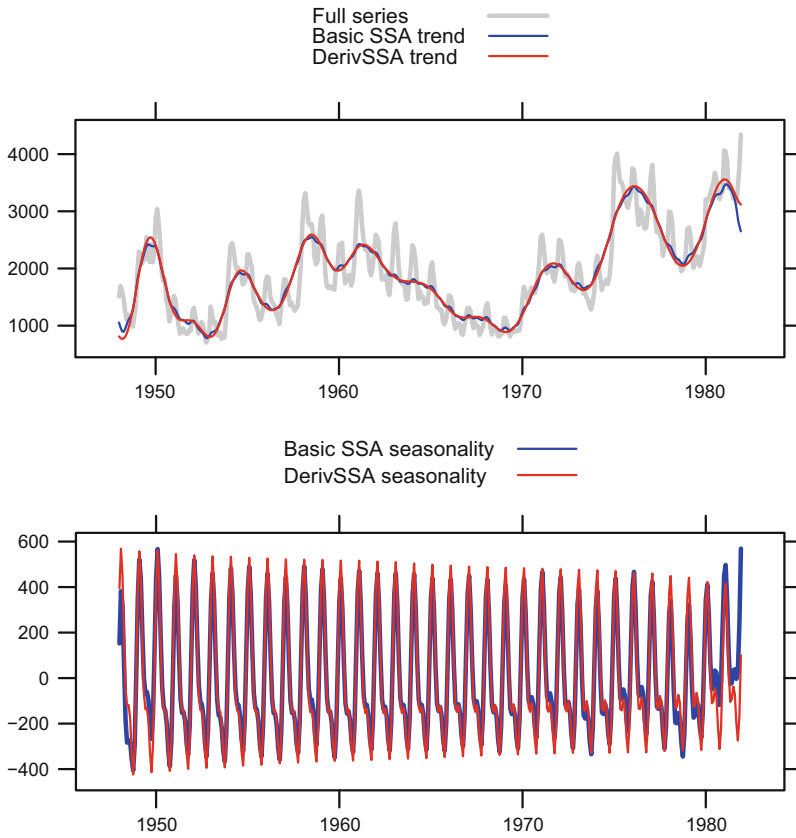 Full series
Basic SSA trend
DerivSSA trend
4000
3000
2000
1000
1950 1960 1970 1980
Basic SSA seasonality
DerivSSA seasonality
600
400
200
0
−200
−400
1950 1960 1970 1980